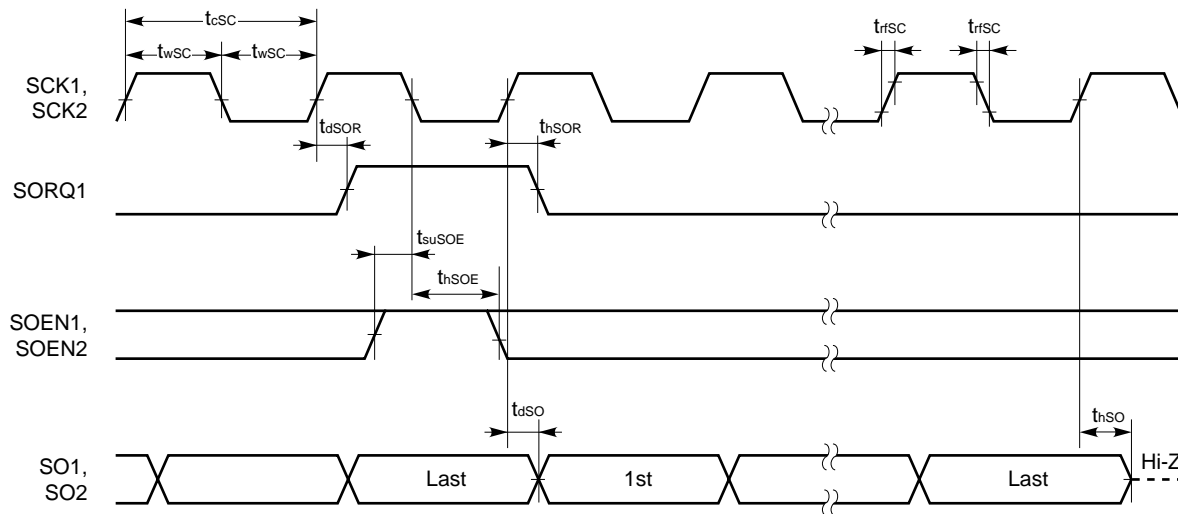 tcSC
twSC twSC trfSC trfSC
SCK1,
SCK2
tdSOR thSOR
SORQ1
tsuSOE
thSOE
SOEN1,
SOEN2
tdSO thSO
SO1,
SO2
Last 1st Last Hi-Z